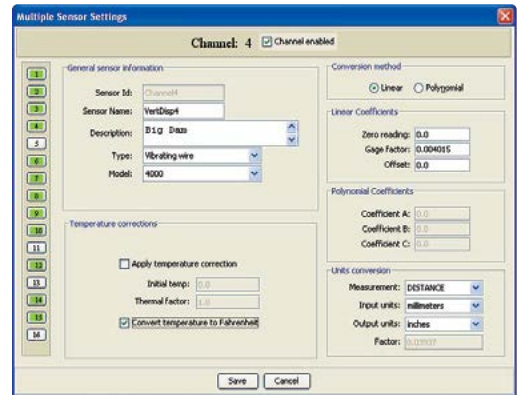 Multiple Sensor Settings
Channel: 4 Channel enabled
1
2
3
4
5
6
7
8
9
10
11
12
13
14
15
16
General sensor information
Sensor Id: Channel4
Sensor Name: VertDisp4
Description: Big Dam
Type: Vibrating wire
Model: 4000
Temperature corrections
Apply temperature correction
Initial temp: 0.0
Thermal factor: 1.0
Convert temperature to Fahrenheit
Conversion method
Linear Polynomial
Linear Coefficients
Zero reading: 0.0
Gage factor: 0.004015
Offset: 0.0
Polynomial Coefficients
Coefficient A: 0.0
Coefficient B: 0.0
Coefficient C: 0.0
Units conversion
Measurement: DISTANCE
Input units: millimeters
Output units: inches
Factor: 0.03937
Save Cancel